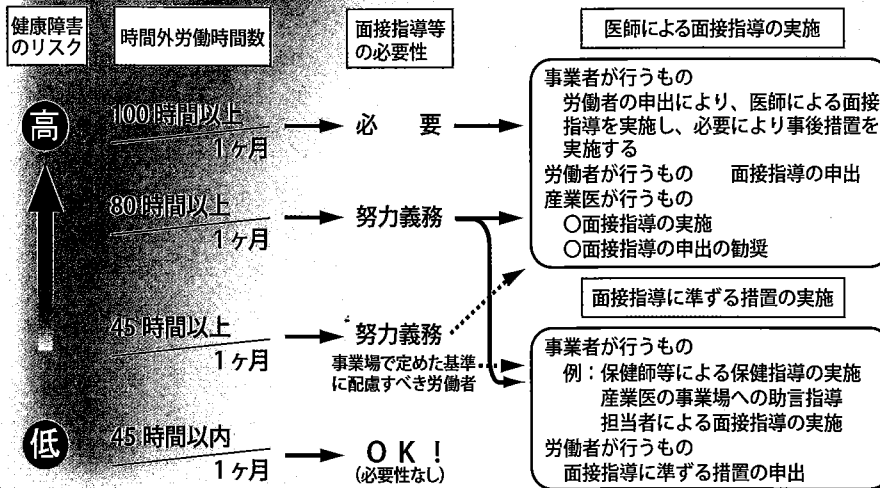 健康障害
のリスク
時間外労働時間数
面接指導等
の必要性
医師による面接指導の実施
高
100時間以上
1ヶ月
必　要
事業者が行うもの
労働者の申出により、医師による面接
指導を実施し、必要により事後措置を
実施する
労働者が行うもの　面接指導の申出
産業医が行うもの
○面接指導の実施
○面接指導の申出の勧奨
80時間以上
1ヶ月
努力義務
45時間以上
1ヶ月
努力義務
事業場で定めた基準
に配慮すべき労働者
面接指導に準ずる措置の実施
事業者が行うもの
例：保健師等による保健指導の実施
産業医の事業場への助言指導
担当者による面接指導の実施
労働者が行うもの
面接指導に準ずる措置の申出
低
45時間以内
1ヶ月
OK！
(必要性なし)